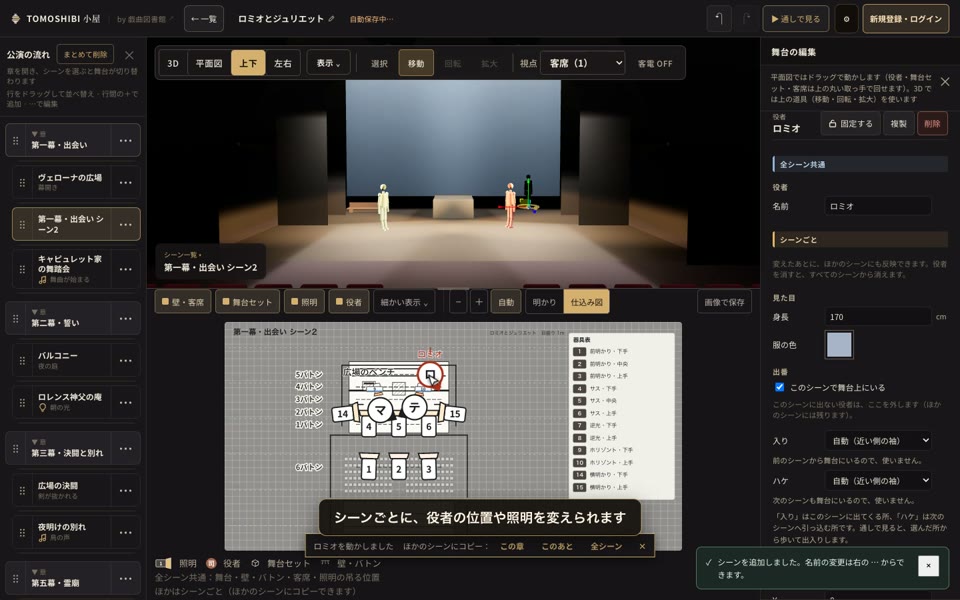 TOMOSHIBI 小屋
by 戯曲図書館
← 一覧
ロミオとジュリエット
自動保存中…
▶ 通しで見る
新規登録・ログイン
公演の流れ
まとめて削除
章を開き、シーンを選ぶと舞台が切り替わります
行をドラッグして並べ替え・行間の＋で追加・…で編集
▼ 章
第一幕・出会い
ヴェローナの広場
幕開き
第一幕・出会い シーン2
キャピュレット家の舞踏会
舞曲が始まる
▼ 章
第二幕・誓い
バルコニー
夜の庭
ロレンス神父の庵
朝の光
▼ 章
第三幕・決闘と別れ
広場の決闘
剣が抜かれる
夜明けの別れ
鳥の声
▼ 章
第五幕・霊廟
3D
平面図
上下
左右
表示
選択
移動
回転
拡大
視点
客席（1）
客電 OFF
シーン一覧
第一幕・出会い シーン2
壁・客席
舞台セット
照明
役者
細かい表示
－
＋
自動
明かり
仕込み図
画像で保存
第一幕・出会い シーン2
器具表
1 前明かり・下手
2 前明かり・中央
3 前明かり・上手
4 サス・下手
5 サス・中央
6 サス・上手
7 逆光・下手
8 逆光・上手
9 ホリゾント・下手
10 ホリゾント・上手
14 横明かり・下手
15 横明かり・上手
ロミオ
広場のベンチ
ロ
マ
テ
5バトン
4バトン
3バトン
2バトン
1バトン
6バトン
14
4
5
6
15
1
2
3
シーンごとに、役者の位置や照明を変えられます
ロミオを動かしました
ほかのシーンにコピー：
この章
このあと
全シーン
×
照明
役者
舞台セット
壁・バトン
全シーン共通：舞台・壁・バトン・客席・照明の吊る位置
ほかはシーンごと（ほかのシーンにコピーできます）
舞台の編集
平面図ではドラッグで動かします（役者・舞台セット・客席は上の丸い取っ手で回せます）。3D では上の道具（移動・回転・拡大）を使います
役者
ロミオ
固定する
複製
削除
全シーン共通
役者
名前
ロミオ
シーンごと
変えたあとに、ほかのシーンにも反映できます。役者を消すと、すべてのシーンから消えます。
見た目
身長
170
cm
服の色
出番
このシーンで舞台上にいる
このシーンに出ない役者は、ここを外します（ほかのシーンには残ります）。
入り
自動（近い側の袖）
前のシーンから舞台にいるので、使いません。
ハケ
自動（近い側の袖）
次のシーンも舞台にいるので、使いません。
「入り」はこのシーンに出てくる所、「ハケ」は次のシーンへ引っ込む所です。通しで見ると、選んだ所から歩いて出入りします。
✓ シーンを追加しました。名前の変更は右の … からできます。
×